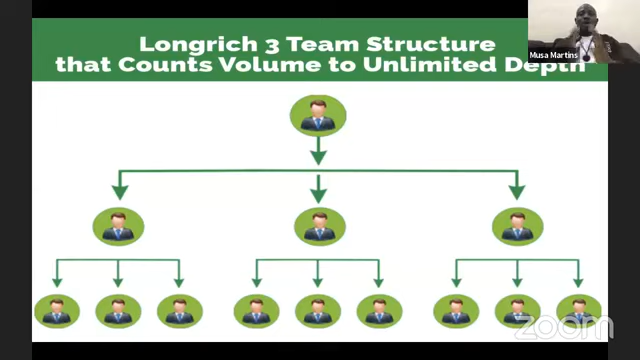 Longrich 3 Team Structure
that Counts Volume to Unlimited Depth
Musa Martins
zoom